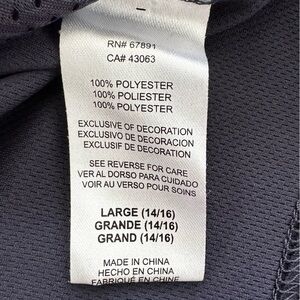 RN# 67891
CA# 43063
100% POLYESTER
100% POLIESTER
100% POLYESTER
EXCLUSIVE OF DECORATION
EXCLUSIVO DE DECORACION
EXCLUSIF DE DECORATION
SEE REVERSE FOR CARE
VER AL DORSO PARA CUIDADO
VOIR AU VERSO POUR SOINS
LARGE (14/16)
GRANDE (14/16)
GRAND (14/16)
MADE IN CHINA
HECHO EN CHINA
FABRIQUÉ EN CHINE